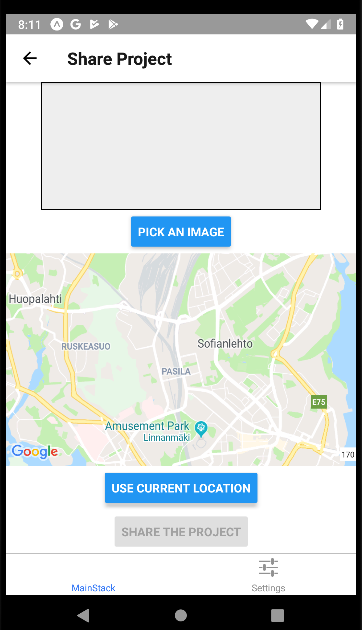 8:11
Share Project
PICK AN IMAGE
Huopalahti
RUSKEASUO
Sofianlehto
PASILA
E75
Amusement Park
Linnanmäki
Google
170
USE CURRENT LOCATION
SHARE THE PROJECT
MainStack
Settings